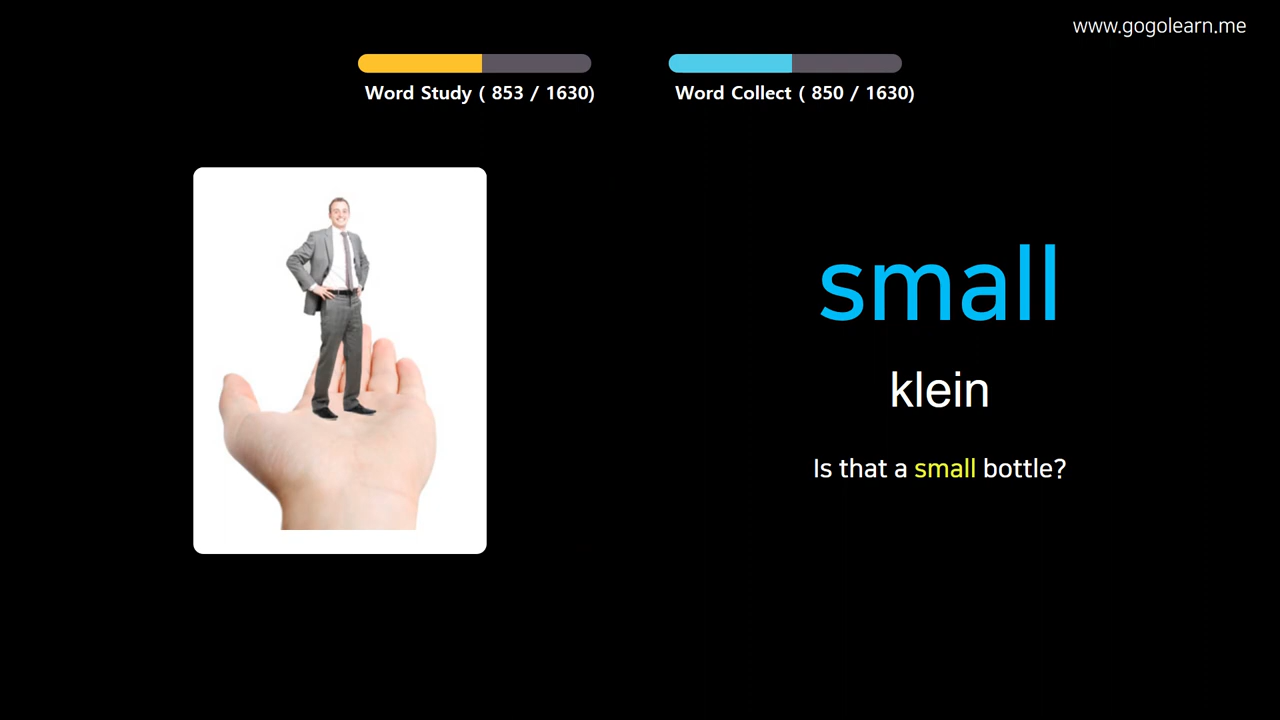 www.gogolearn.me
Word Study ( 853 / 1630)
Word Collect ( 850 / 1630)
small
klein
Is that a small bottle?